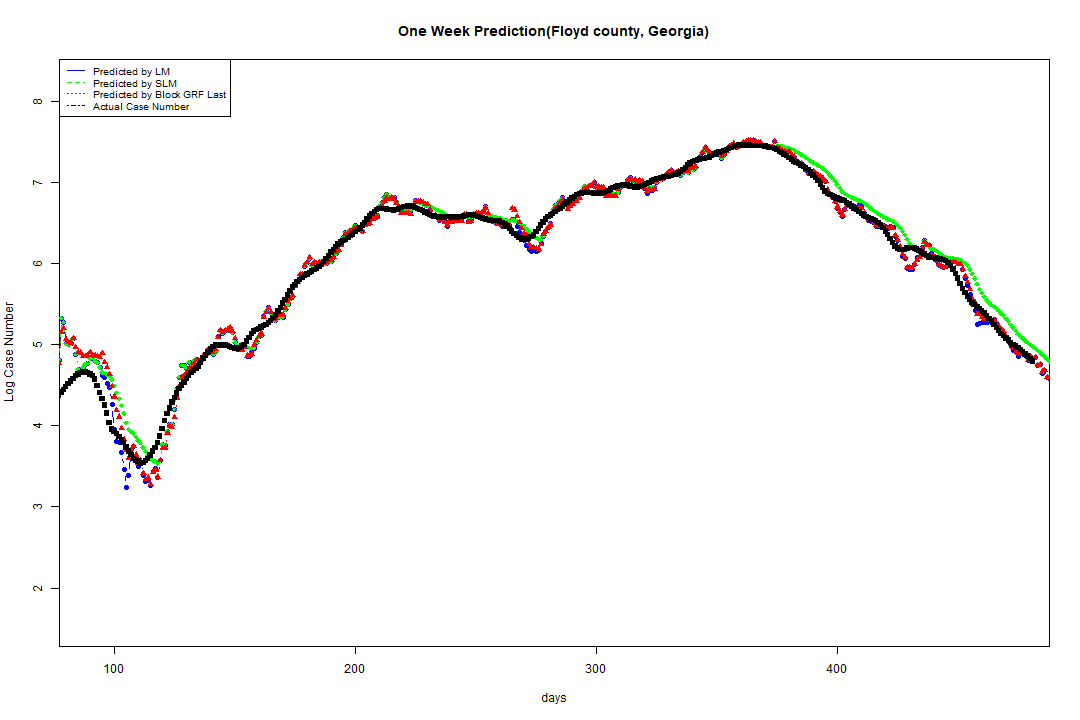 One Week Prediction(Floyd county, Georgia)
Predicted by LM
Predicted by SLM
Predicted by Block GRF Last
Actual Case Number
8
7
6
5
4
3
2
Log Case Number
100
200
300
400
days